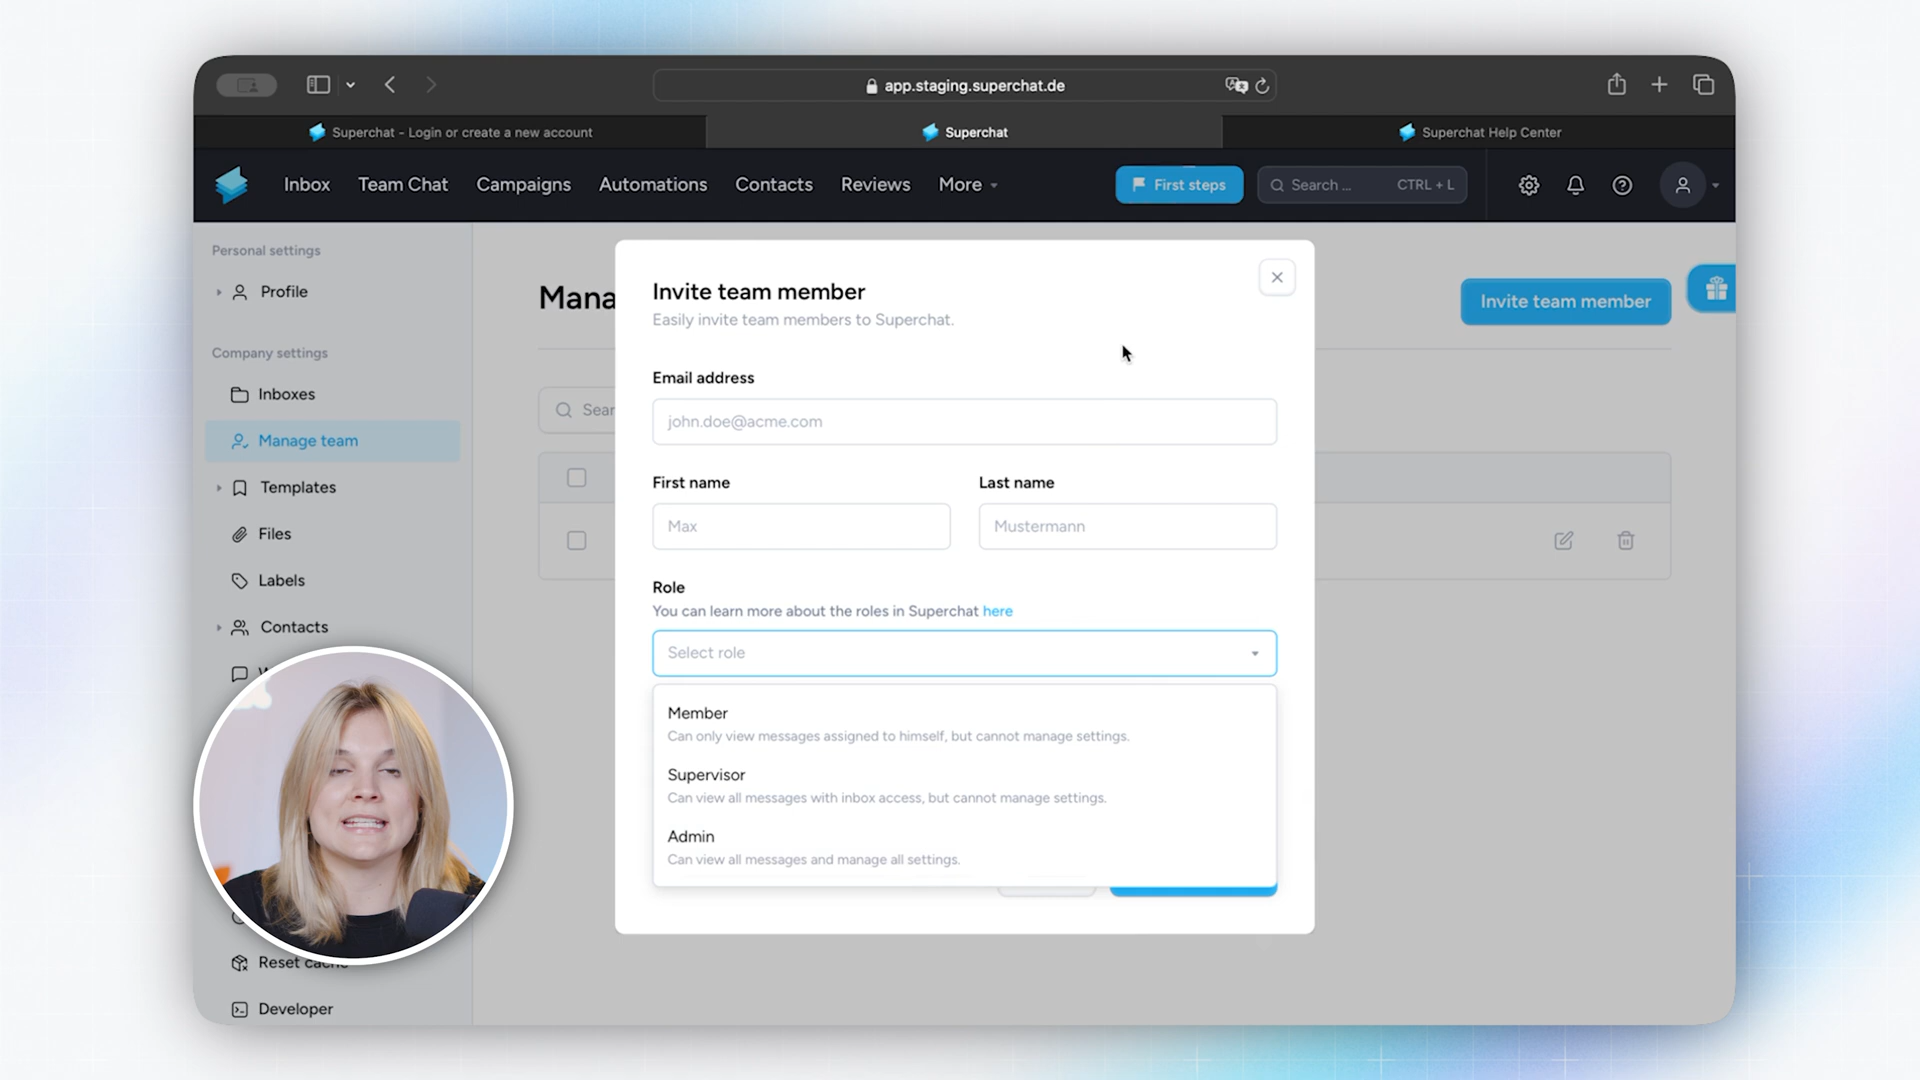 app.staging.superchat.de
Superchat - Login or create a new account
Superchat
Superchat Help Center
Inbox
Team Chat
Campaigns
Automations
Contacts
Reviews
More
First steps
Search ...
CTRL + L
Personal settings
Profile
Company settings
Inboxes
Manage team
Templates
Files
Labels
Contacts
Reset cache
Developer
Mana
Invite team member
Sear
Invite team member
Easily invite team members to Superchat.
Email address
john.doe@acme.com
First name
Last name
Max
Mustermann
Role
You can learn more about the roles in Superchat here
Select role
Member
Can only view messages assigned to himself, but cannot manage settings.
Supervisor
Can view all messages with inbox access, but cannot manage settings.
Admin
Can view all messages and manage all settings.